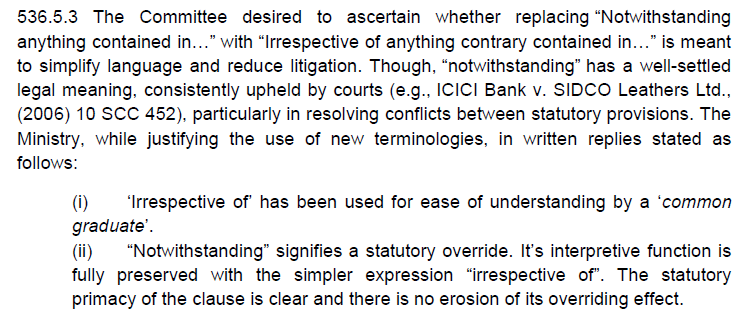 536.5.3 The Committee desired to ascertain whether replacing “Notwithstanding
anything contained in...” with “Irrespective of anything contrary contained in...” is meant
to simplify language and reduce litigation. Though, “notwithstanding” has a well-settled
legal meaning, consistently upheld by courts (e.g., ICICI Bank v. SIDCO Leathers Ltd.,
(2006) 10 SCC 452), particularly in resolving conflicts between statutory provisions. The
Ministry, while justifying the use of new terminologies, in written replies stated as
follows:
(i) ‘Irrespective of’ has been used for ease of understanding by a ‘common
graduate’.
(ii) “Notwithstanding” signifies a statutory override. It’s interpretive function is
fully preserved with the simpler expression “irrespective of”. The statutory
primacy of the clause is clear and there is no erosion of its overriding effect.